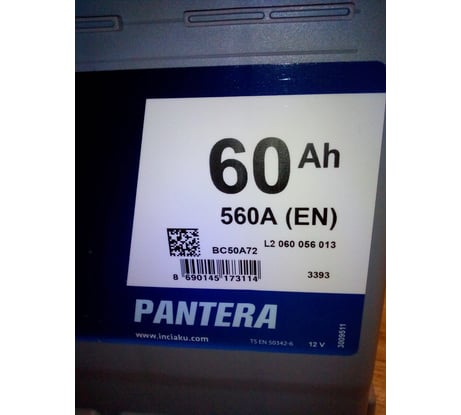 60 Ah
560A (EN)
BC50A72
L2 060 056 013
8 690145 173114
3393
PANTERA
www.inciaku.com
TS EN 50342-6
12 V
3009511